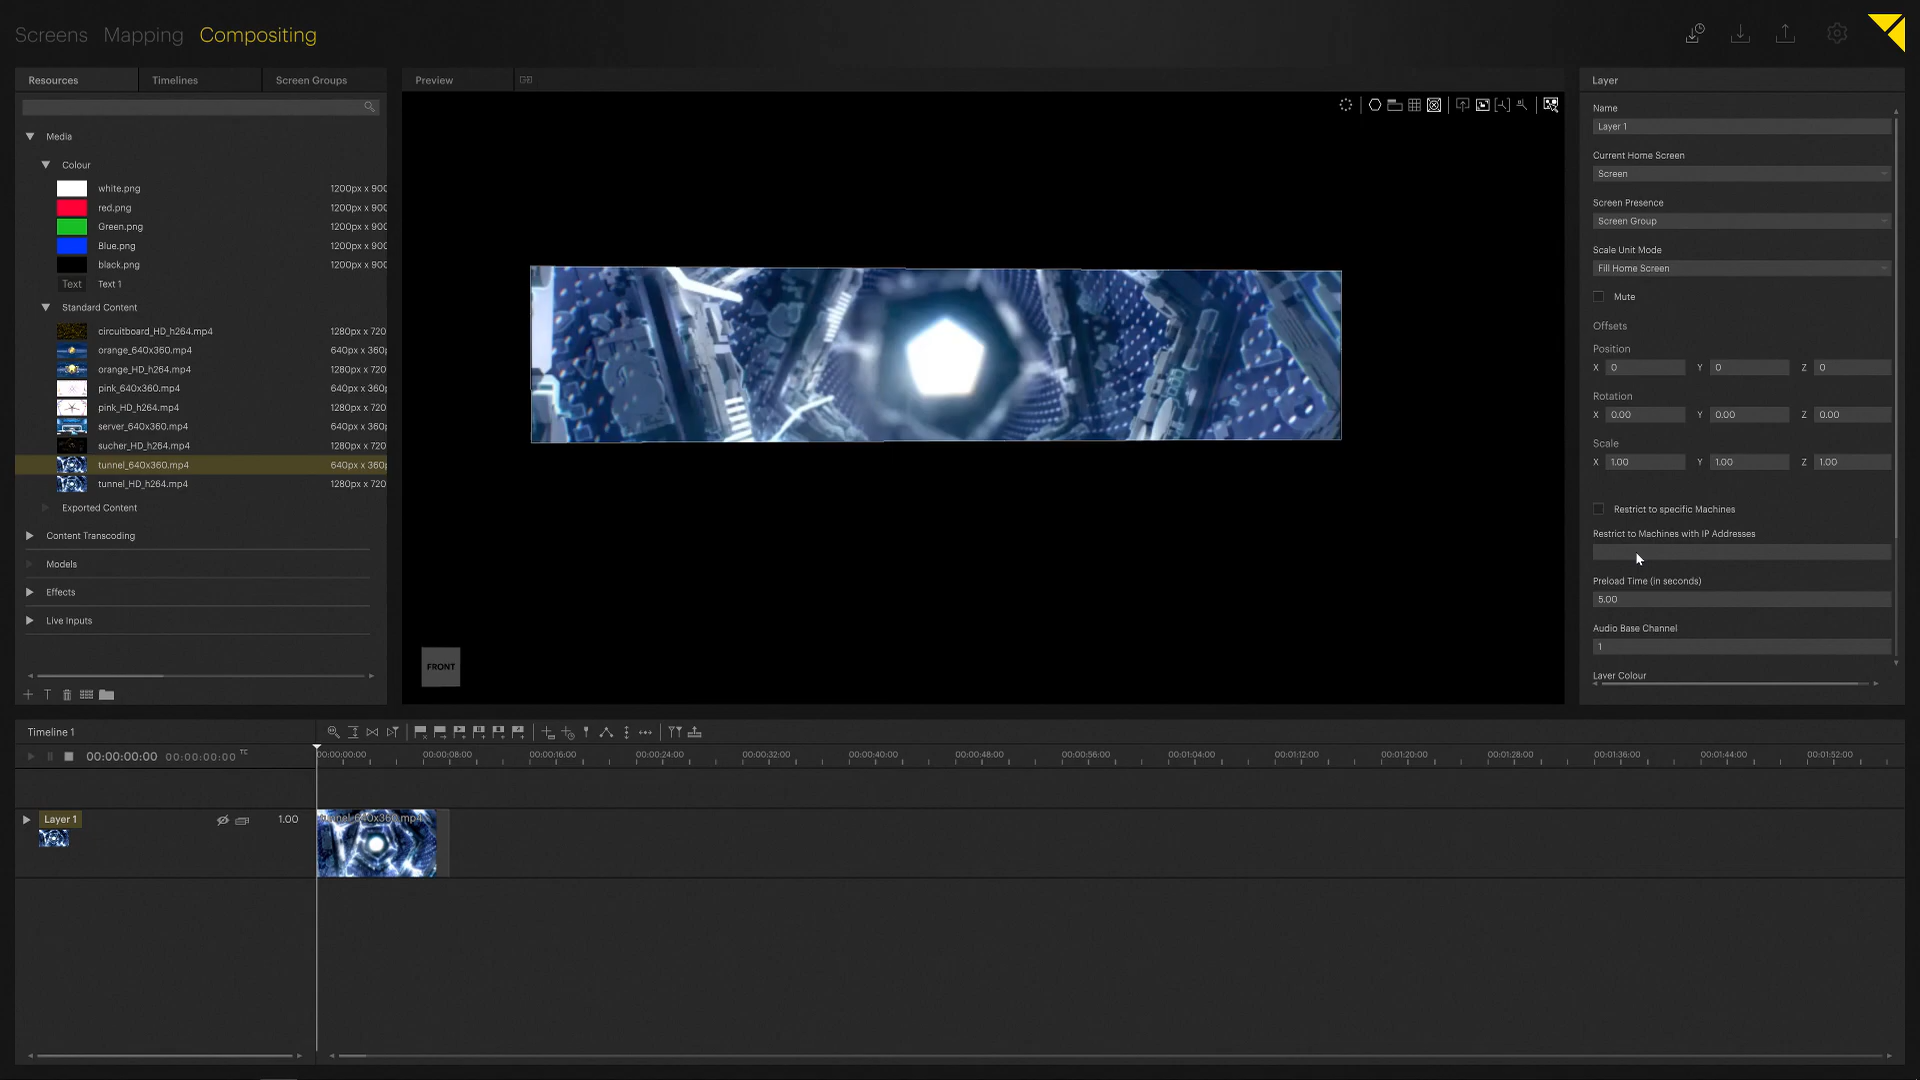 Screens Mapping Compositing
Resources Timelines Screen Groups
Media
Colour
white.png 1200px x 900
red.png 1200px x 900
Green.png 1200px x 900
Blue.png 1200px x 900
black.png 1200px x 900
Text Text 1
Standard Content
circuitboard_HD_h264.mp4 1280px x 720
orange_640x360.mp4 640px x 360p
orange_HD_h264.mp4 1280px x 720
pink_640x360.mp4 640px x 360p
pink_HD_h264.mp4 1280px x 720
server_640x360.mp4 640px x 360p
sucher_HD_h264.mp4 1280px x 720
tunnel_640x360.mp4 640px x 360p
tunnel_HD_h264.mp4 1280px x 720
Exported Content
Content Transcoding
Models
Effects
Live Inputs
Preview
FRONT
Layer
Name
Layer 1
Current Home Screen
Screen
Screen Presence
Screen Group
Scale Unit Mode
Fill Home Screen
Mute
Offsets
Position
X 0 Y 0 Z 0
Rotation
X 0.00 Y 0.00 Z 0.00
Scale
X 1.00 Y 1.00 Z 1.00
Restrict to specific Machines
Restrict to Machines with IP Addresses
Preload Time (in seconds)
5.00
Audio Base Channel
1
Layer Colour
Timeline 1
00:00:00:00 00:00:00:00 TC
00:00:00:00 00:00:08:00 00:00:16:00 00:00:24:00 00:00:32:00 00:00:40:00 00:00:48:00 00:00:56:00 00:01:04:00 00:01:12:00 00:01:20:00 00:01:28:00 00:01:36:00 00:01:44:00 00:01:52:00
Layer 1 1.00
tunnel_640x360.mp4